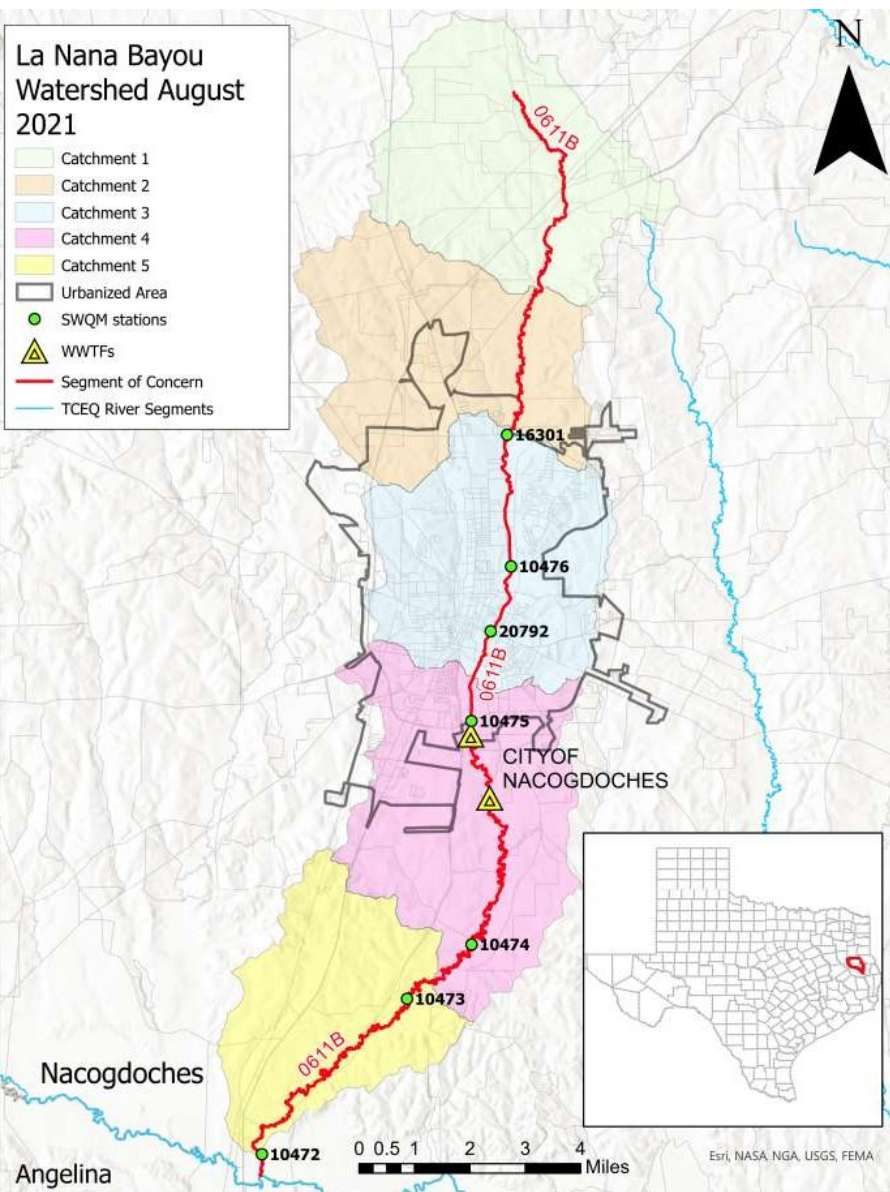 La Nana Bayou
Watershed August
2021
Catchment 1
Catchment 2
Catchment 3
Catchment 4
Catchment 5
Urbanized Area
SWQM stations
WWTFs
Segment of Concern
TCEQ River Segments
N
0611B
16301
10476
20792
0611B
10475
CITYOF
NACOGDOCHES
10474
10473
0611B
Nacogdoches
10472
Angelina
0 0.5 1 2 3 4
Miles
Esri, NASA, NGA, USGS, FEMA